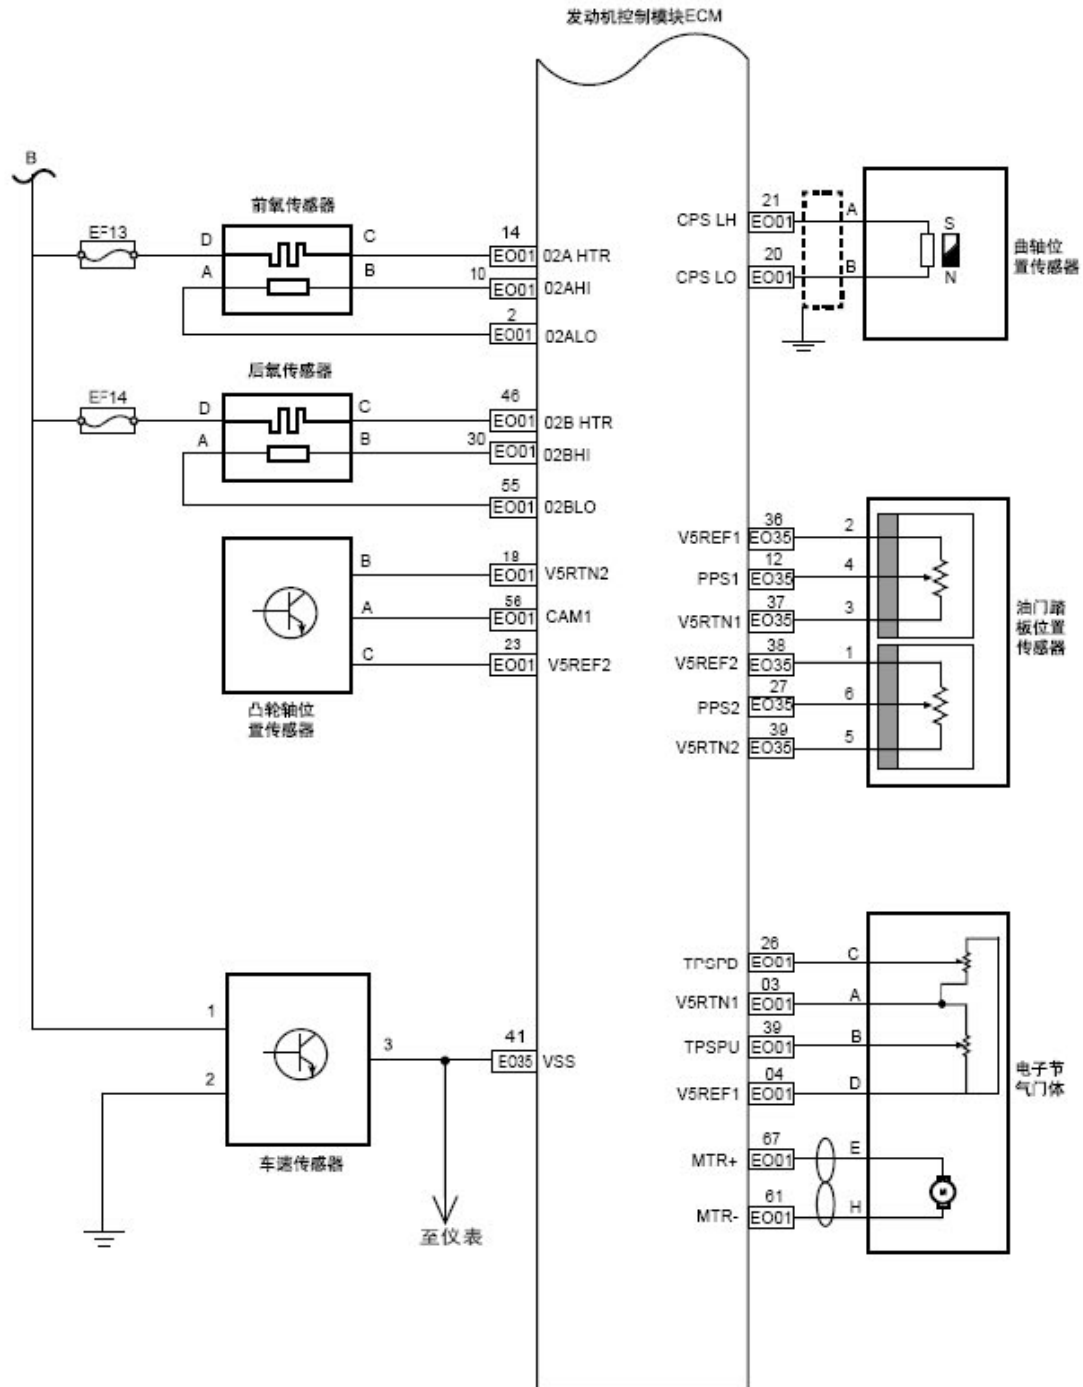 发动机控制模块ECM
B
前氧传感器
EF13
D
C
A
B
14
EO01
02A HTR
10
EO01
02AHI
2
EO01
02ALO
后氧传感器
EF14
D
C
A
B
46
EO01
02B HTR
30
EO01
02BHI
55
EO01
02BLO
B
18
EO01
V5RTN2
A
56
EO01
CAM1
C
23
EO01
V5REF2
凸轮轴位
置传感器
1
2
3
41
EO35
VSS
车速传感器
至仪表
CPS LH
21
EO01
A
CPS LO
20
EO01
B
S
N
曲轴位
置传感器
V5REF1
36
EO35
2
PPS1
12
EO35
4
V5RTN1
37
EO35
3
V5REF2
38
EO35
1
PPS2
27
EO35
6
V5RTN2
39
EO35
5
油门踏
板位置
传感器
TPSPD
26
EO01
C
V5RTN1
03
EO01
A
TPSPU
39
EO01
B
V5REF1
04
EO01
D
MTR+
67
EO01
E
MTR-
61
EO01
H
M
电子节
气门体